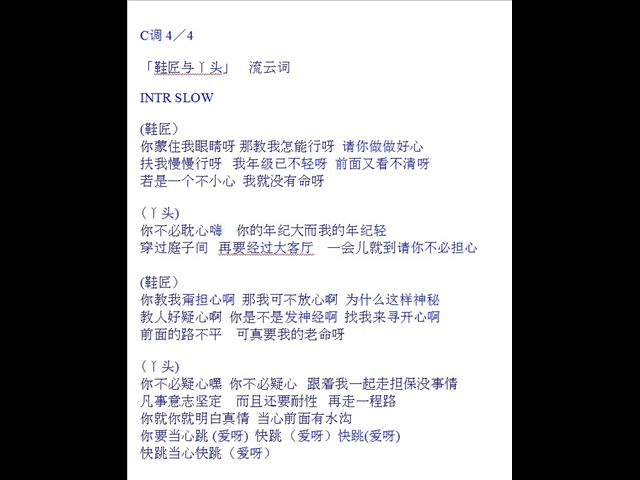 C调 4／4
「鞋匠与丫头」 流云词
INTR SLOW
(鞋匠）
你蒙住我眼睛呀 那教我怎能行呀 请你做做好心
扶我慢慢行呀 我年级已不轻呀 前面又看不清呀
若是一个不小心 我就没有命呀
（丫头)
你不必耽心嗨 你的年纪大而我的年纪轻
穿过庭子间 再要经过大客厅 一会儿就到请你不必担心
(鞋匠）
你教我甭担心啊 那我可不放心啊 为什么这样神秘
教人好疑心啊 你是不是发神经啊 找我来寻开心啊
前面的路不平 可真要我的老命呀
（丫头)
你不必疑心嘿 你不必疑心 跟着我一起走担保没事情
凡事意志坚定 而且还要耐性 再走一程路
你就你就明白真情 当心前面有水沟
你要当心跳 (爱呀) 快跳（爱呀）快跳(爱呀)
快跳当心快跳（爱呀）